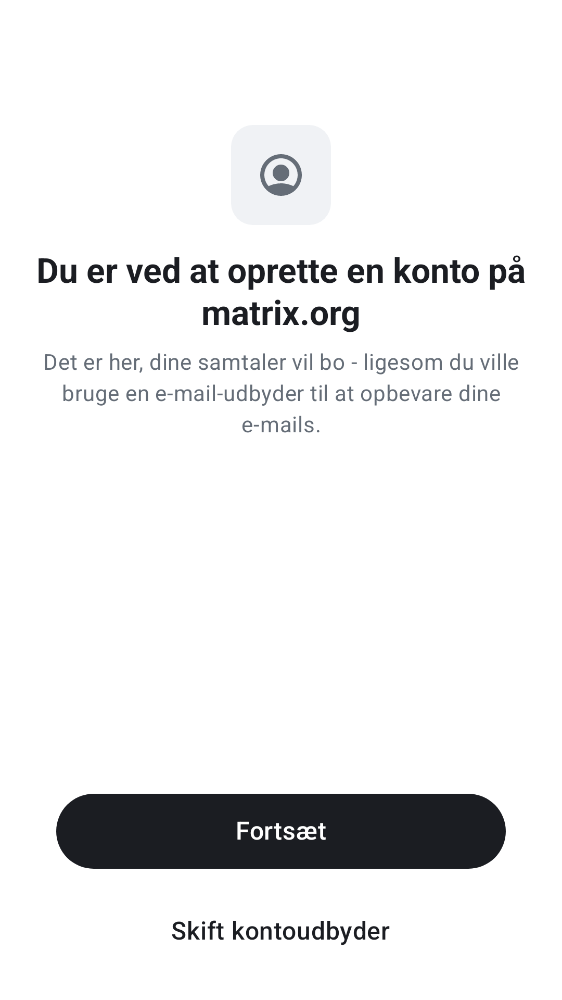 Du er ved at oprette en konto på
matrix.org
Det er her, dine samtaler vil bo - ligesom du ville
bruge en e-mail-udbyder til at opbevare dine
e-mails.
Fortsæt
Skift kontoudbyder